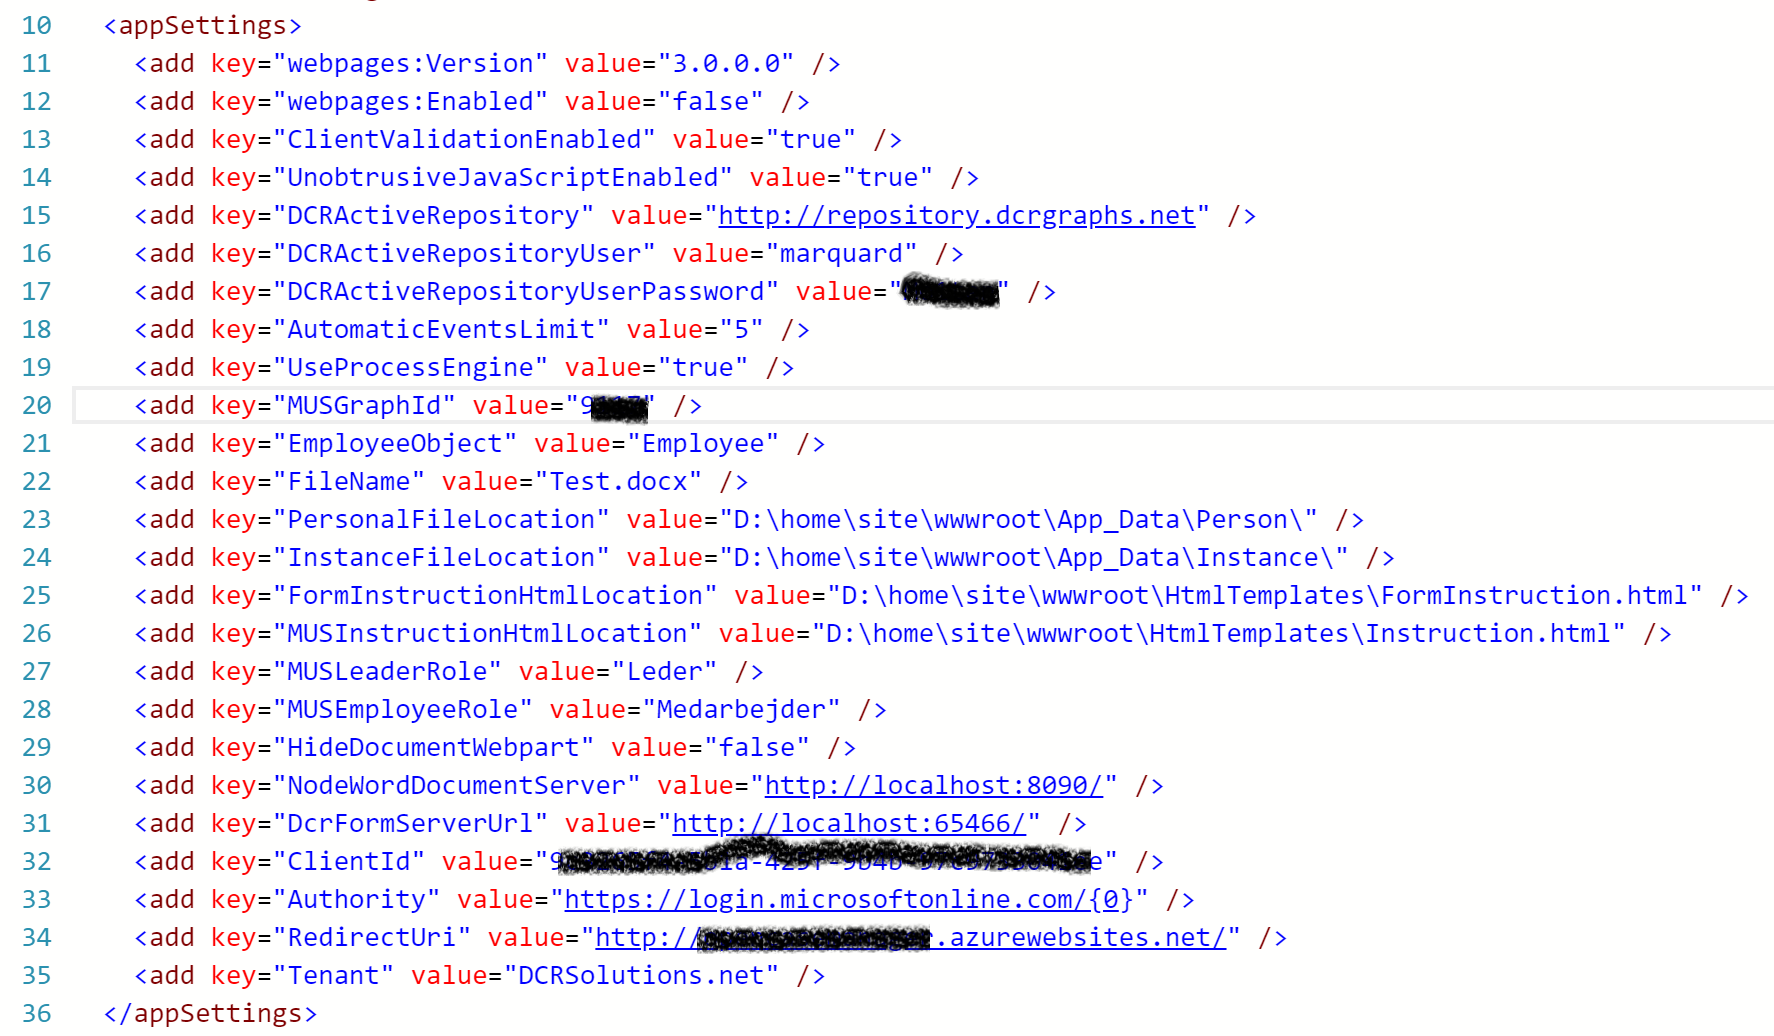 10 <appSettings>
11 <add key="webpages:Version" value="3.0.0.0" />
12 <add key="webpages:Enabled" value="false" />
13 <add key="ClientValidationEnabled" value="true" />
14 <add key="UnobtrusiveJavaScriptEnabled" value="true" />
15 <add key="DCRActiveRepository" value="http://repository.dcrgraphs.net" />
16 <add key="DCRActiveRepositoryUser" value="marquard" />
17 <add key="DCRActiveRepositoryUserPassword" value="" />
18 <add key="AutomaticEventsLimit" value="5" />
19 <add key="UseProcessEngine" value="true" />
20 <add key="MUSGraphId" value="9" />
21 <add key="EmployeeObject" value="Employee" />
22 <add key="FileName" value="Test.docx" />
23 <add key="PersonalFileLocation" value="D:\home\site\wwwroot\App_Data\Person\" />
24 <add key="InstanceFileLocation" value="D:\home\site\wwwroot\App_Data\Instance\" />
25 <add key="FormInstructionHtmlLocation" value="D:\home\site\wwwroot\HtmlTemplates\FormInstruction.html" />
26 <add key="MUSInstructionHtmlLocation" value="D:\home\site\wwwroot\HtmlTemplates\Instruction.html" />
27 <add key="MUSLeaderRole" value="Leder" />
28 <add key="MUSEmployeeRole" value="Medarbejder" />
29 <add key="HideDocumentWebpart" value="false" />
30 <add key="NodeWordDocumentServer" value="http://localhost:8090/" />
31 <add key="DcrFormServerUrl" value="http://localhost:65466/" />
32 <add key="ClientId" value="9e" />
33 <add key="Authority" value="https://login.microsoftonline.com/{0}" />
34 <add key="RedirectUri" value="http://.azurewebsites.net/" />
35 <add key="Tenant" value="DCRSolutions.net" />
36 </appSettings>